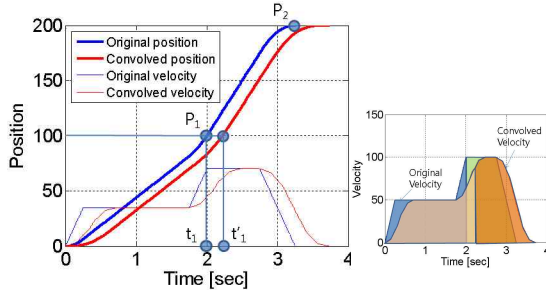 P2
200
Original position
Convolved position
Original velocity
Convolved velocity
150
P1
100
Position
50
t1
t'1
0
0
1
2
3
4
Time [sec]
150
Convolved
Velocity
100
Original
Velocity
Velocity
50
0
0
1
2
3
4
Time [sec]